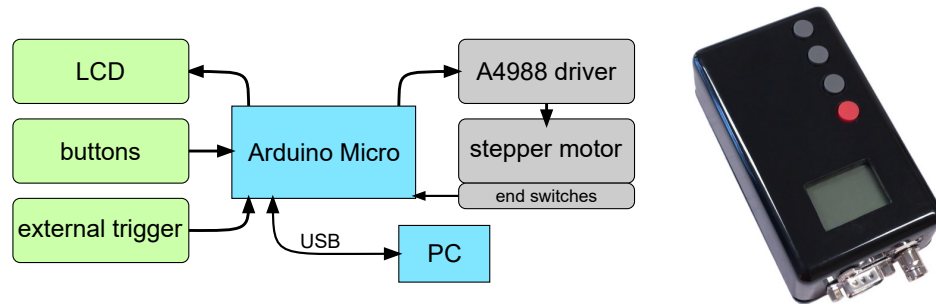 LCD
A4988 driver
buttons
Arduino Micro
stepper motor
end switches
external trigger
USB
PC